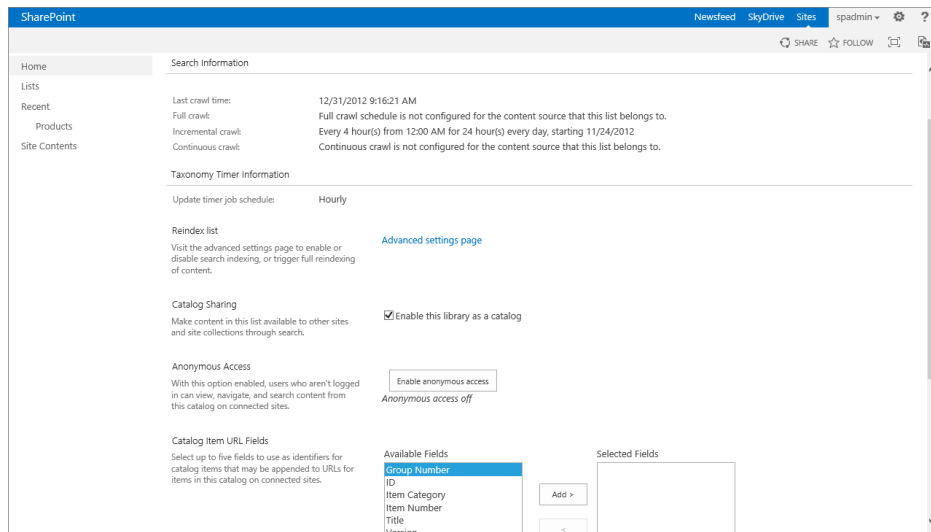 SharePoint
Newsfeed SkyDrive Sites spadmin ?
SHARE FOLLOW
Home
Lists
Recent
Products
Site Contents
Search Information
Last crawl time: 12/31/2012 9:16:21 AM
Full crawl: Full crawl schedule is not configured for the content source that this list belongs to.
Incremental crawl: Every 4 hour(s) from 12:00 AM for 24 hour(s) every day, starting 11/24/2012
Continuous crawl: Continuous crawl is not configured for the content source that this list belongs to.
Taxonomy Timer Information
Update timer job schedule: Hourly
Reindex list
Visit the advanced settings page to enable or
disable search indexing, or trigger full reindexing
of content.
Advanced settings page
Catalog Sharing
Make content in this list available to other sites
and site collections through search.
Enable this library as a catalog
Anonymous Access
With this option enabled, users who aren't logged
in can view, navigate, and search content from
this catalog on connected sites.
Enable anonymous access
Anonymous access off
Catalog Item URL Fields
Select up to five fields to use as identifiers for
catalog items that may be appended to URLs for
items in this catalog on connected sites.
Available Fields
Group Number
ID
Item Category
Item Number
Title
Version
Add >
<
Selected Fields